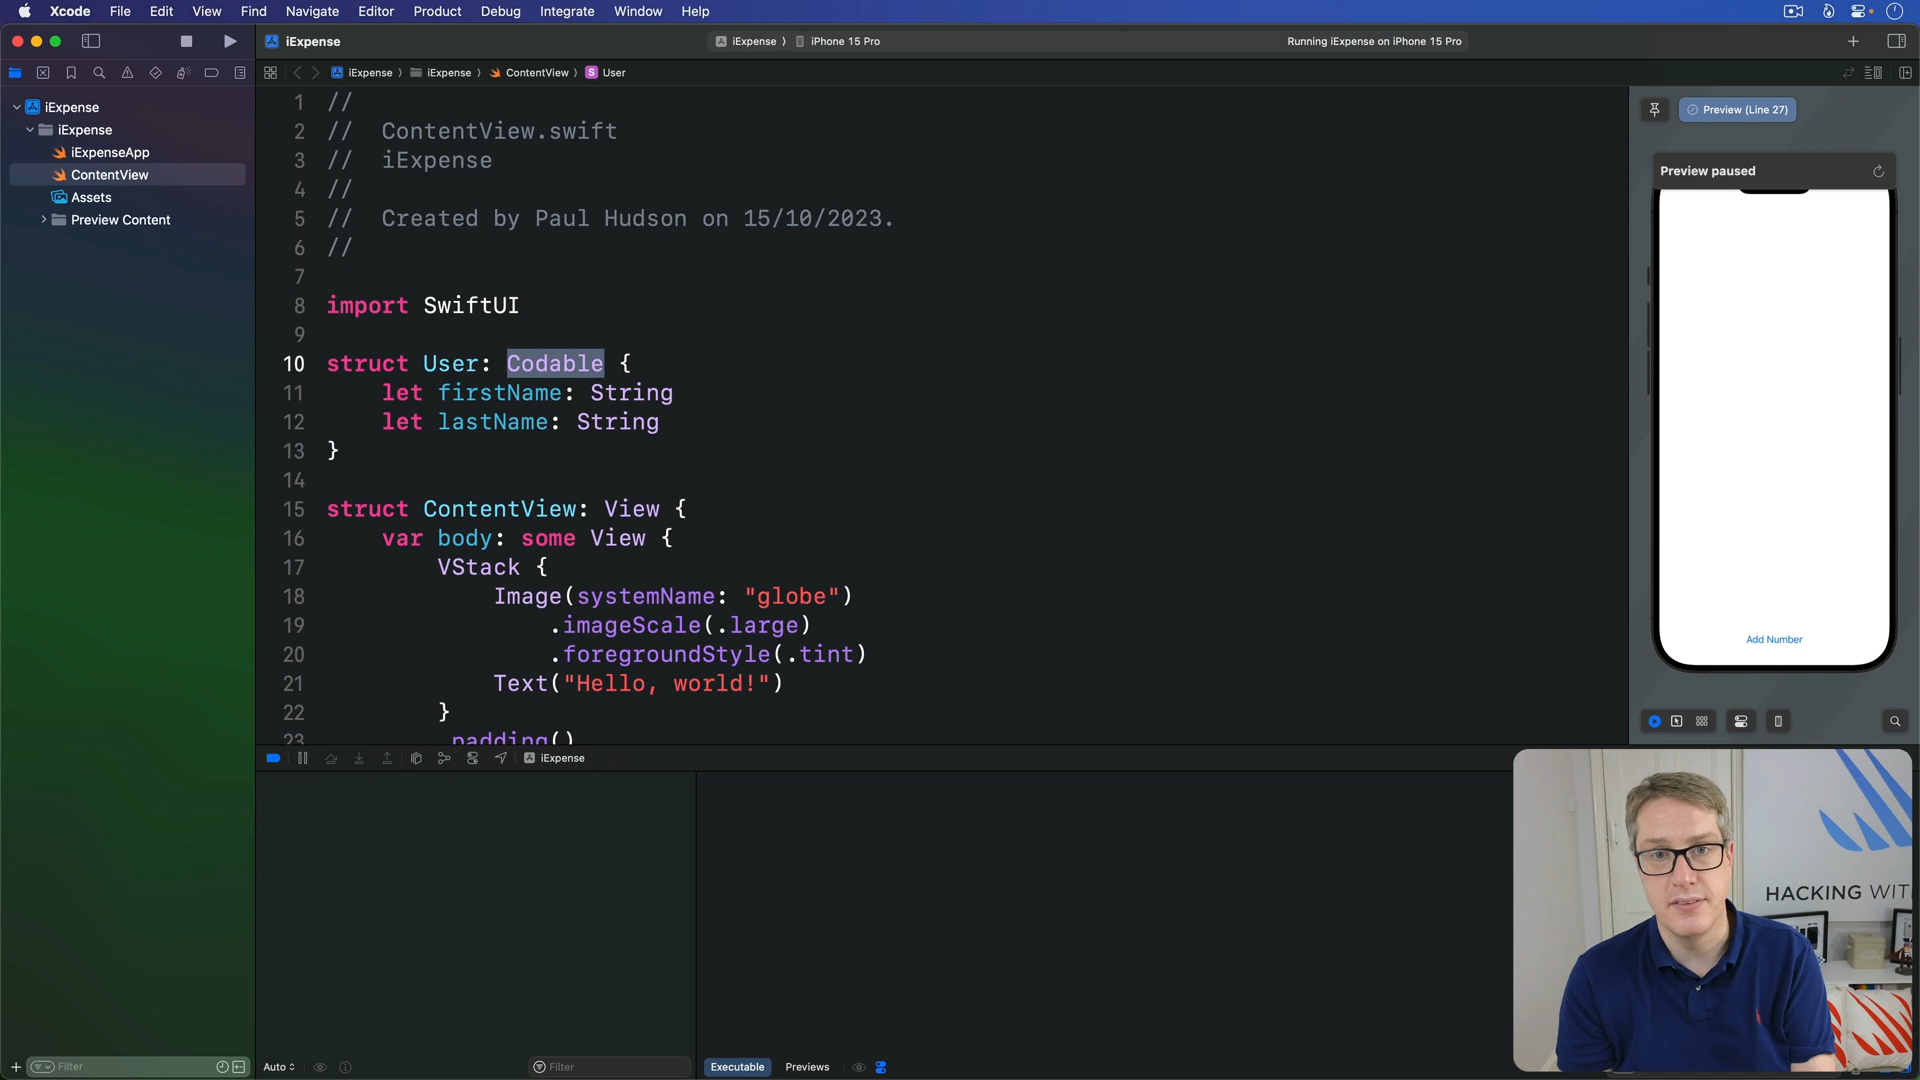 Xcode File Edit View Find Navigate Editor Product Debug Integrate Window Help
iExpense
iExpense 〉 iPhone 15 Pro
Running iExpense on iPhone 15 Pro
iExpense 〉 iExpense 〉 ContentView 〉 S User
iExpense
iExpense
iExpenseApp
ContentView
Assets
Preview Content
1 //
2 //  ContentView.swift
3 //  iExpense
4 //
5 //  Created by Paul Hudson on 15/10/2023.
6 //
7
8 import SwiftUI
9
10 struct User: Codable {
11     let firstName: String
12     let lastName: String
13 }
14
15 struct ContentView: View {
16     var body: some View {
17         VStack {
18             Image(systemName: "globe")
19                 .imageScale(.large)
20                 .foregroundStyle(.tint)
21             Text("Hello, world!")
22         }
23         .padding()
Preview (Line 27)
Preview paused
Add Number
iExpense
HACKING WIT
Filter
Auto
Filter
Executable Previews